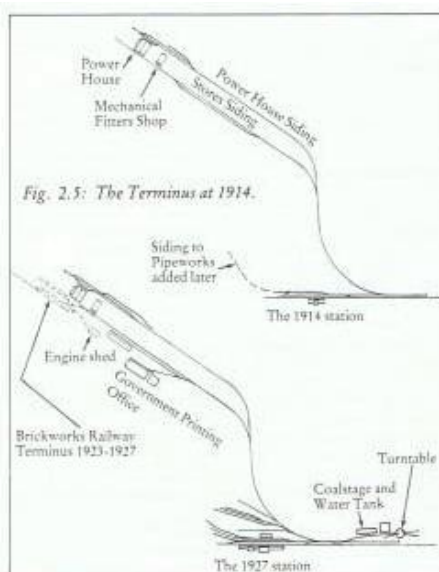 Power
House
Mechanical
Fitters Shop
Power House Siding
Stores Siding
Fig. 2.5: The Terminus at 1914.
Siding to
Pipeworks
added later
The 1914 station
Engine shed
Government Printing
Office
Brickworks Railway
Terminus 1923-1927
Turntable
Coalstage and
Water Tank
The 1927 station